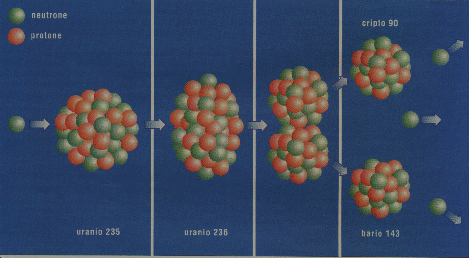 neutrone
protone
cripto 90
uranio 235
uranio 236
bario 143